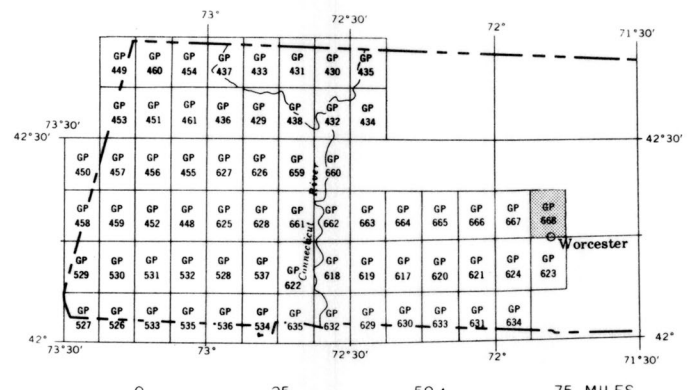 73° 72°30' 72° 71°30'
GP GP GP GP GP GP GP GP
449 460 454 437 433 431 430 435
GP GP GP GP GP GP GP GP
453 451 461 436 429 438 432 434
73°30'
42°30' 42°30'
GP GP GP GP GP GP GP GP
450 457 456 455 627 626 659 660
River
GP GP GP GP GP GP GP GP GP GP GP GP GP GP
458 459 452 448 625 628 661 662 663 664 665 666 667 668
Connecticut
Worcester
GP GP GP GP GP GP GP GP GP GP GP GP GP GP
529 530 531 532 528 537 622 618 619 617 620 621 624 623
GP GP GP GP GP GP GP GP GP GP GP GP GP
527 526 533 535 536 534 635 632 629 630 633 631 634
42° 42°
73°30' 73° 72°30' 72° 71°30'
0 25 50 75 MILES